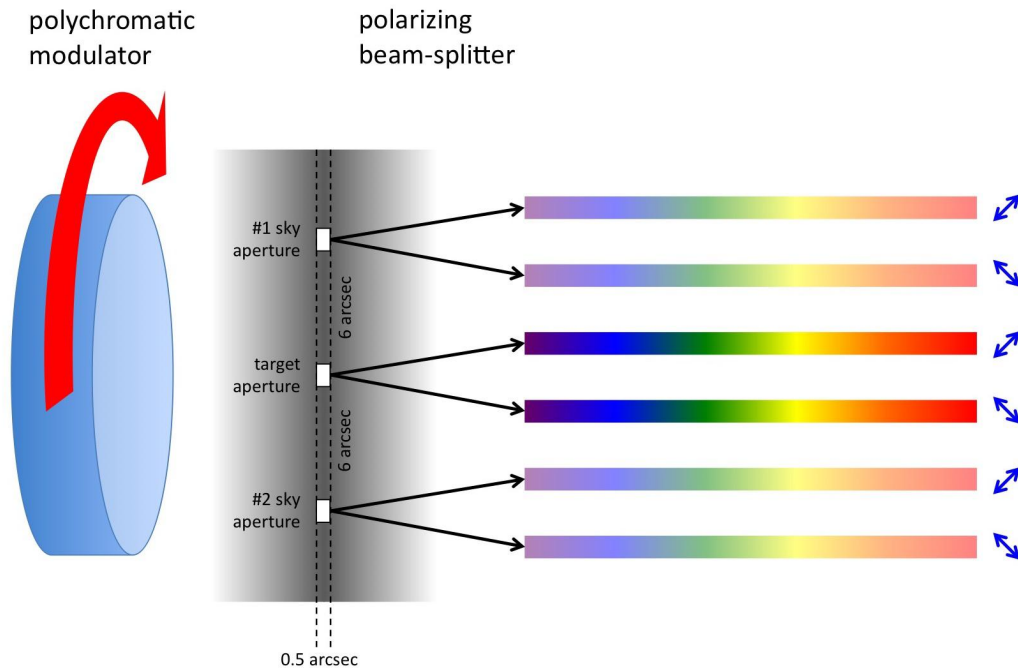 polychromatic
modulator
polarizing
beam-splitter
#1 sky
aperture
6 arcsec
target
aperture
6 arcsec
#2 sky
aperture
0.5 arcsec